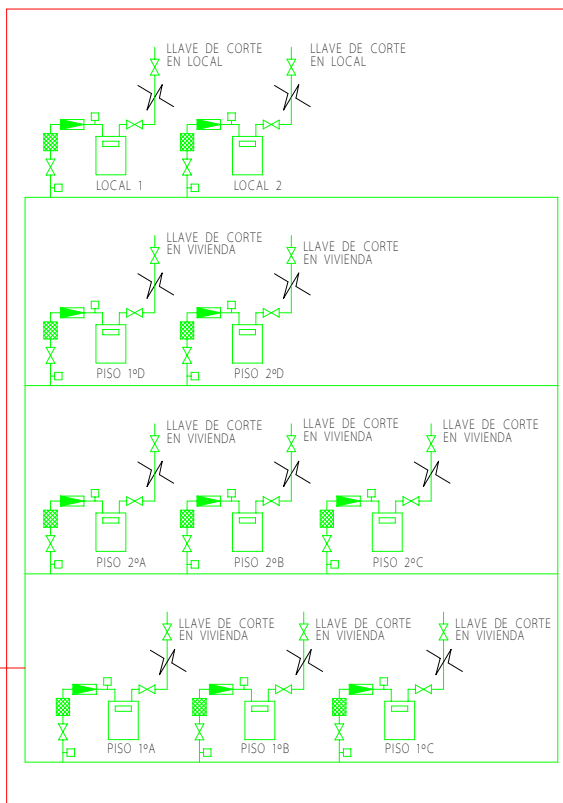 LLAVE DE CORTE
EN LOCAL
LLAVE DE CORTE
EN LOCAL
LOCAL 1
LOCAL 2
LLAVE DE CORTE
EN VIVIENDA
LLAVE DE CORTE
EN VIVIENDA
PISO 1ºD
PISO 2ºD
LLAVE DE CORTE
EN VIVIENDA
LLAVE DE CORTE
EN VIVIENDA
LLAVE DE CORTE
EN VIVIENDA
PISO 2ºA
PISO 2ºB
PISO 2ºC
LLAVE DE CORTE
EN VIVIENDA
LLAVE DE CORTE
EN VIVIENDA
LLAVE DE CORTE
EN VIVIENDA
PISO 1ºA
PISO 1ºB
PISO 1ºC